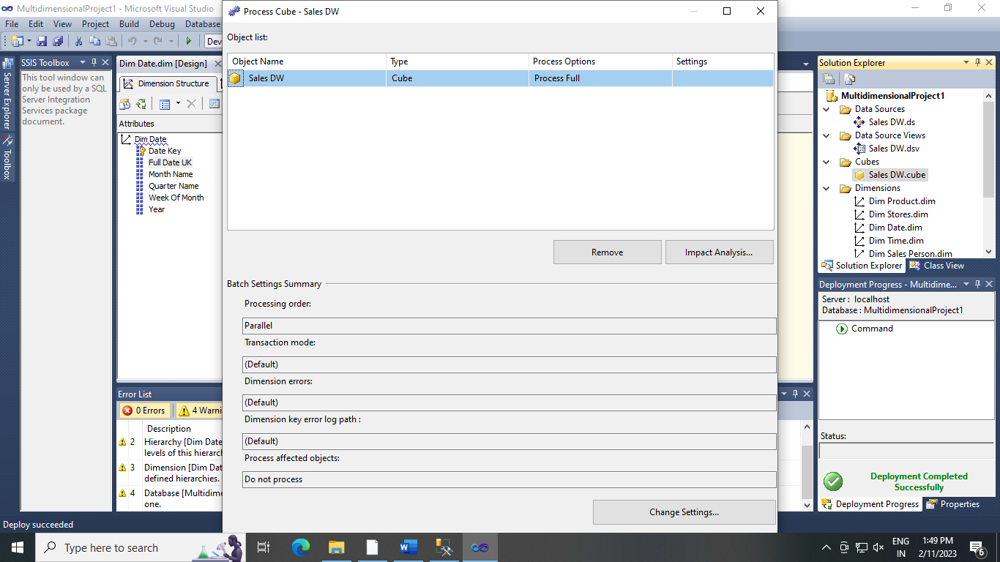 MultidimensionalProject1 - Microsoft Visual Studio
File Edit View Project Build Debug Database
Dev
Server Explorer
Toolbox
SSIS Toolbox
This tool window can
only be used by a SQL
Server Integration
Services package
document.
Dim Date.dim [Design]
Dimension Structure
Attributes
Dim Date
Date Key
Full Date UK
Month Name
Quarter Name
Week Of Month
Year
Error List
0 Errors
4 Warni
Description
2 Hierarchy [Dim Date
levels of this hierarch
3 Dimension [Dim Dat
defined hierarchies.
4 Database [Multidime
one.
Deploy succeeded
Process Cube - Sales DW
Object list:
Object Name Type Process Options Settings
Sales DW Cube Process Full
Remove
Impact Analysis...
Batch Settings Summary
Processing order:
Parallel
Transaction mode:
(Default)
Dimension errors:
(Default)
Dimension key error log path :
(Default)
Process affected objects:
Do not process
Change Settings...
Solution Explorer
MultidimensionalProject1
Data Sources
Sales DW.ds
Data Source Views
Sales DW.dsv
Cubes
Sales DW.cube
Dimensions
Dim Product.dim
Dim Stores.dim
Dim Date.dim
Dim Time.dim
Dim Sales Person.dim
Solution Explorer Class View
Deployment Progress - Multidime...
Server : localhost
Database : MultidimensionalProject1
Command
Status:
Deployment Completed
Successfully
Deployment Progress Properties
Type here to search
ENG
IN
1:49 PM
2/11/2023
6